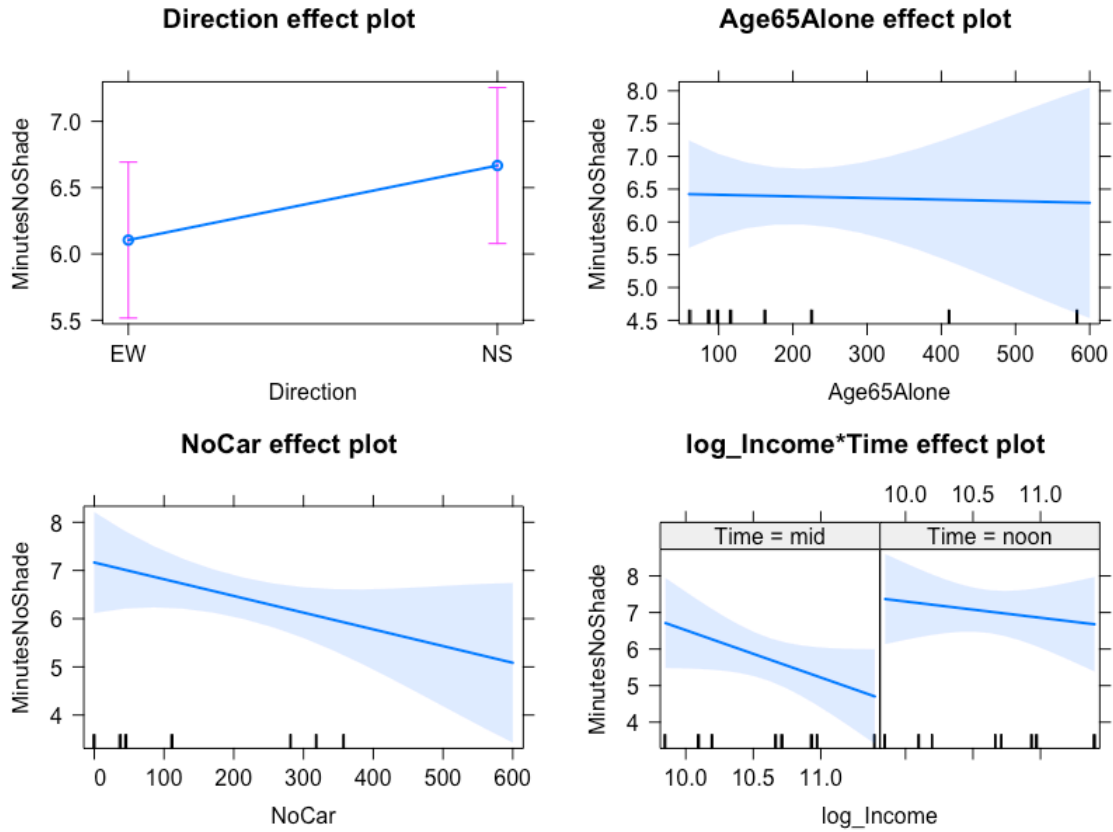 Direction effect plot
MinutesNoShade
7.0
6.5
6.0
5.5
EW NS
Direction
Age65Alone effect plot
MinutesNoShade
8.0
7.5
7.0
6.5
6.0
5.5
5.0
4.5
100 200 300 400 500 600
Age65Alone
NoCar effect plot
MinutesNoShade
8
7
6
5
4
0 100 200 300 400 500 600
NoCar
log_Income*Time effect plot
10.0 10.5 11.0
Time = mid Time = noon
MinutesNoShade
8
7
6
5
4
10.0 10.5 11.0
log_Income